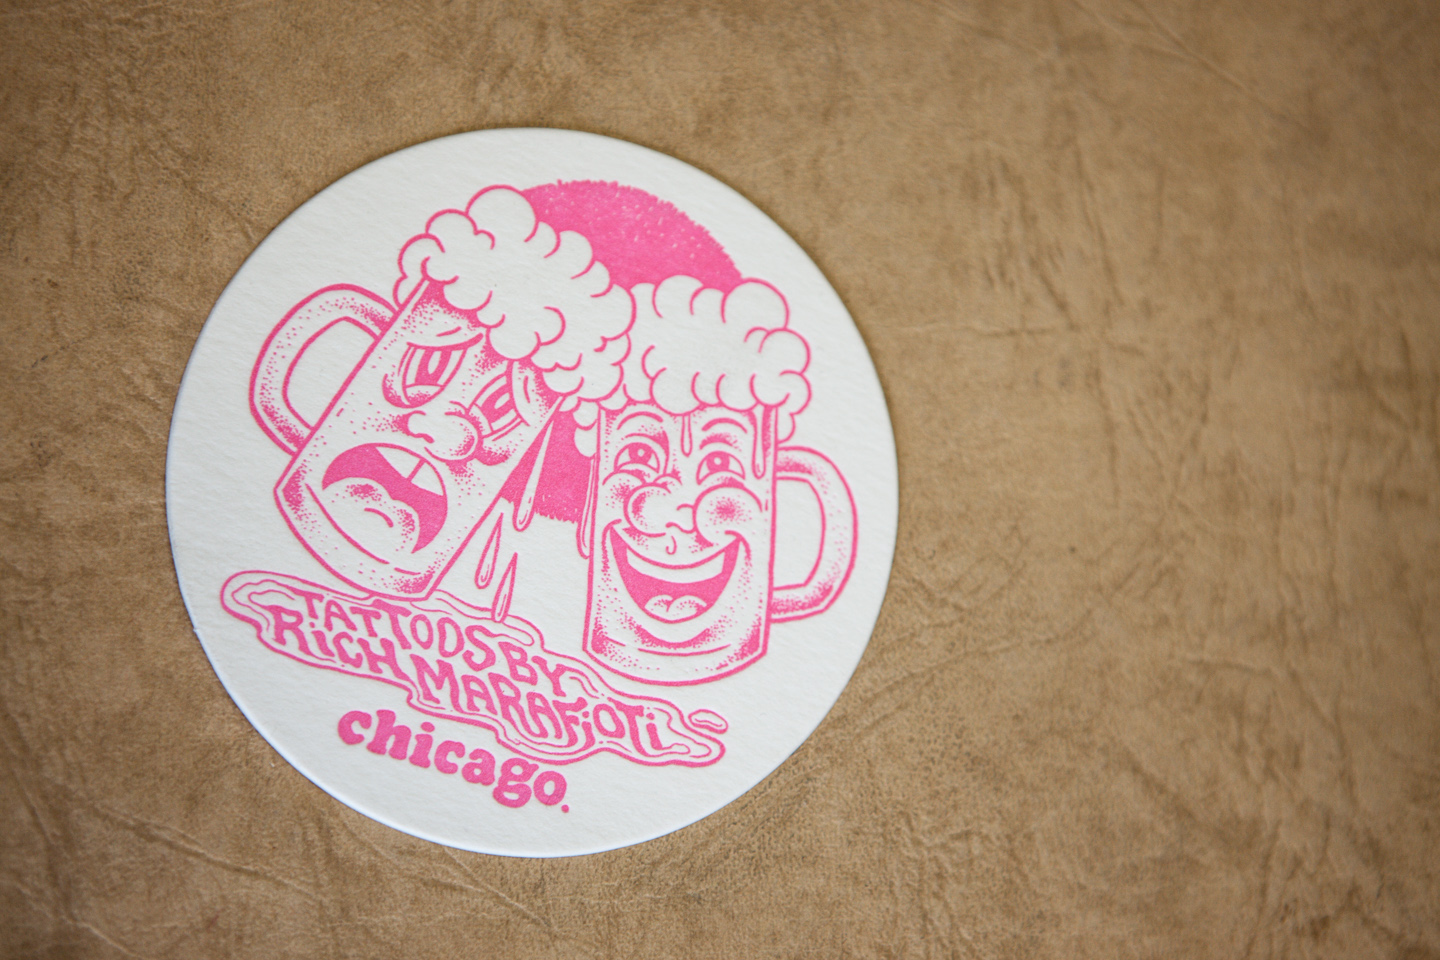 TATTOOS BY
RiCH MARAFiOTi
chicago.